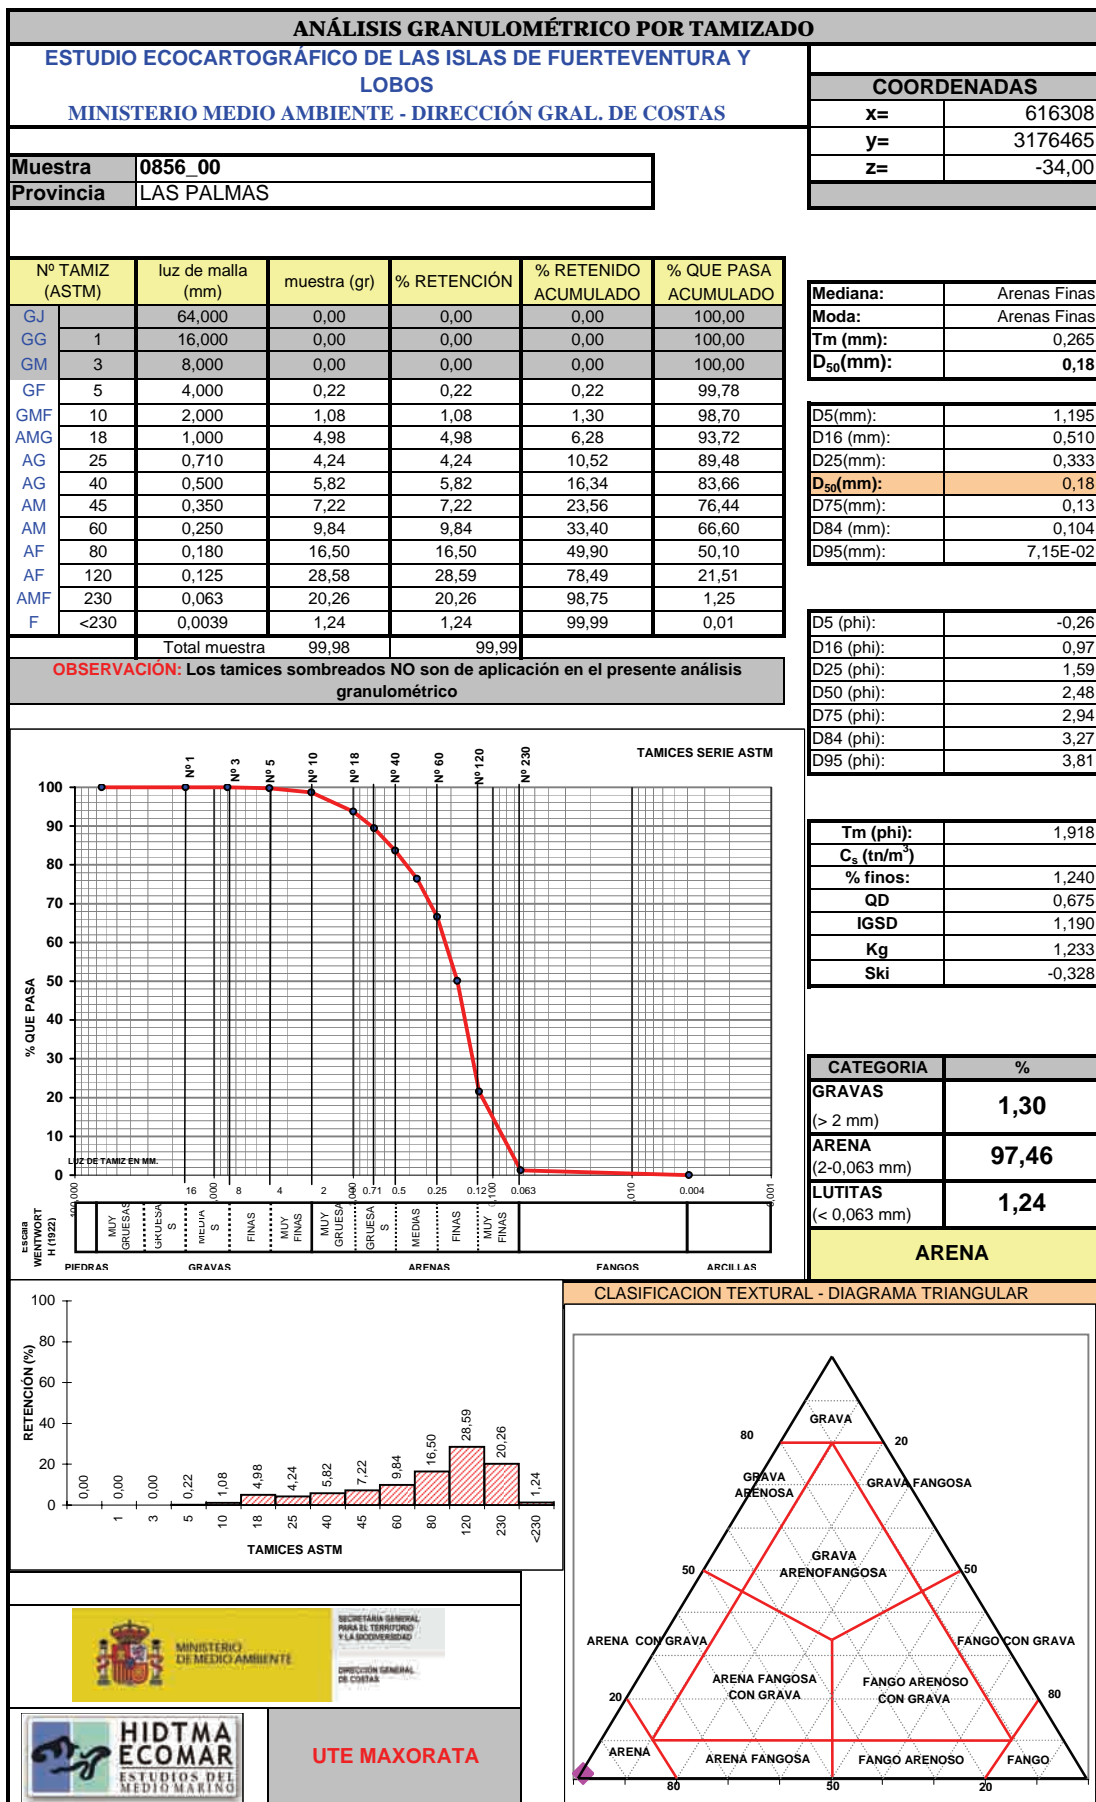 ANÁLISIS GRANULOMÉTRICO POR TAMIZADO
ESTUDIO ECOCARTOGRÁFICO DE LAS ISLAS DE FUERTEVENTURA Y
LOBOS
MINISTERIO MEDIO AMBIENTE - DIRECCIÓN GRAL. DE COSTAS
COORDENADAS
x= 616308
y= 3176465
z= -34,00
Muestra 0856_00
Provincia LAS PALMAS
Nº TAMIZ (ASTM) luz de malla (mm) muestra (gr) % RETENCIÓN % RETENIDO ACUMULADO % QUE PASA ACUMULADO
GJ 64,000 0,00 0,00 0,00 100,00
GG 1 16,000 0,00 0,00 0,00 100,00
GM 3 8,000 0,00 0,00 0,00 100,00
GF 5 4,000 0,22 0,22 0,22 99,78
GMF 10 2,000 1,08 1,08 1,30 98,70
AMG 18 1,000 4,98 4,98 6,28 93,72
AG 25 0,710 4,24 4,24 10,52 89,48
AG 40 0,500 5,82 5,82 16,34 83,66
AM 45 0,350 7,22 7,22 23,56 76,44
AM 60 0,250 9,84 9,84 33,40 66,60
AF 80 0,180 16,50 16,50 49,90 50,10
AF 120 0,125 28,58 28,59 78,49 21,51
AMF 230 0,063 20,26 20,26 98,75 1,25
F <230 0,0039 1,24 1,24 99,99 0,01
Total muestra 99,98 99,99
OBSERVACIÓN: Los tamices sombreados NO son de aplicación en el presente análisis
granulométrico
Mediana: Arenas Finas
Moda: Arenas Finas
Tm (mm): 0,265
D50(mm): 0,18
D5(mm): 1,195
D16 (mm): 0,510
D25(mm): 0,333
D50(mm): 0,18
D75(mm): 0,13
D84 (mm): 0,104
D95(mm): 7,15E-02
D5 (phi): -0,26
D16 (phi): 0,97
D25 (phi): 1,59
D50 (phi): 2,48
D75 (phi): 2,94
D84 (phi): 3,27
D95 (phi): 3,81
Tm (phi): 1,918
Cs (tn/m3)
% finos: 1,240
QD 0,675
IGSD 1,190
Kg 1,233
Ski -0,328
CATEGORIA %
GRAVAS
(> 2 mm) 1,30
ARENA
(2-0,063 mm) 97,46
LUTITAS
(< 0,063 mm) 1,24
ARENA
TAMICES SERIE ASTM
Nº 1 Nº 3 Nº 5 Nº 10 Nº 18 Nº 40 Nº 60 Nº 120 Nº 230
% QUE PASA
100
90
80
70
60
50
40
30
20
10
0
LUZ DE TAMIZ EN MM.
16 8 4 2 0.71 0.5 0.25 0.12 0.063 0,010 0.004 0,001
Escala
WENTWORT
H (1922)
MUY GRUESAS GRUESA S MEDIA S FINAS MUY FINAS MUY GRUESA GRUESA S MEDIAS FINAS MUY FINAS
PIEDRAS GRAVAS ARENAS FANGOS ARCILLAS
RETENCIÓN (%)
100
80
60
40
20
0
0,00 0,00 0,00 0,22 1,08 4,98 4,24 5,82 7,22 9,84 16,50 28,59 20,26 1,24
1 3 5 10 18 25 40 45 60 80 120 230 <230
TAMICES ASTM
CLASIFICACION TEXTURAL - DIAGRAMA TRIANGULAR
GRAVA
80 20
GRAVA
ARENOSA
GRAVA FANGOSA
GRAVA
ARENOFANGOSA
50 50
ARENA CON GRAVA
FANGO CON GRAVA
ARENA FANGOSA
CON GRAVA
FANGO ARENOSO
CON GRAVA
20 80
ARENA
ARENA FANGOSA
FANGO ARENOSO
FANGO
80 50 20
MINISTERIO
DE MEDIO AMBIENTE
SECRETARÍA GENERAL
PARA EL TERRITORIO
Y LA BIODIVERSIDAD
DIRECCIÓN GENERAL
DE COSTAS
HIDTMA
ECOMAR
ESTUDIOS DEL
MEDIO MARINO
UTE MAXORATA